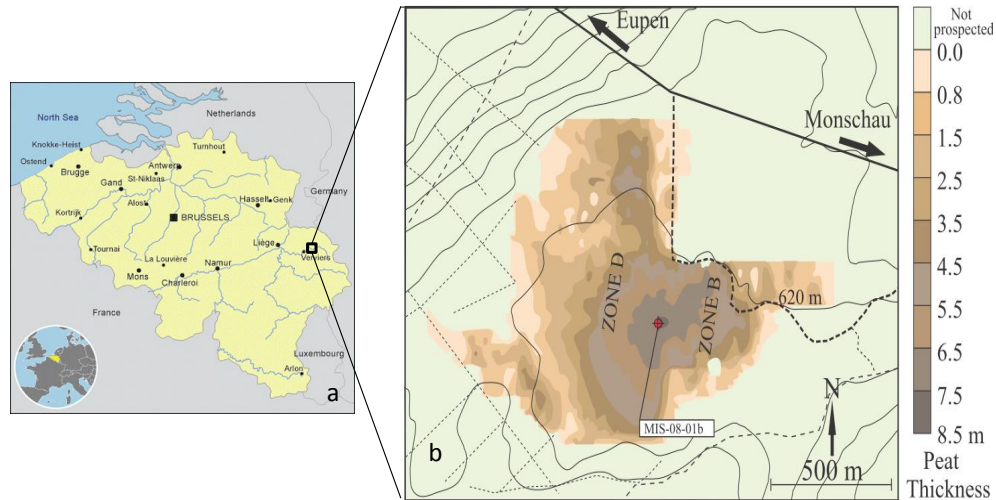 North Sea
Netherlands
Knokke-Heist
Ostend
Brugge
Turnhout
Antwerp
St-Niklaas
Gand
Alost
Hasselt
Genk
Germany
Kortrijk
BRUSSELS
Tournai
Liège
Verviers
La Louvière
Mons
Namur
Charleroi
France
Luxembourg
Arlon
a
Eupen
Monschau
ZONE D
ZONE B
620 m
MIS-08-01b
N
500 m
b
Not
prospected
0.0
0.8
1.5
2.5
3.5
4.5
5.5
6.5
7.5
8.5 m
Peat
Thickness